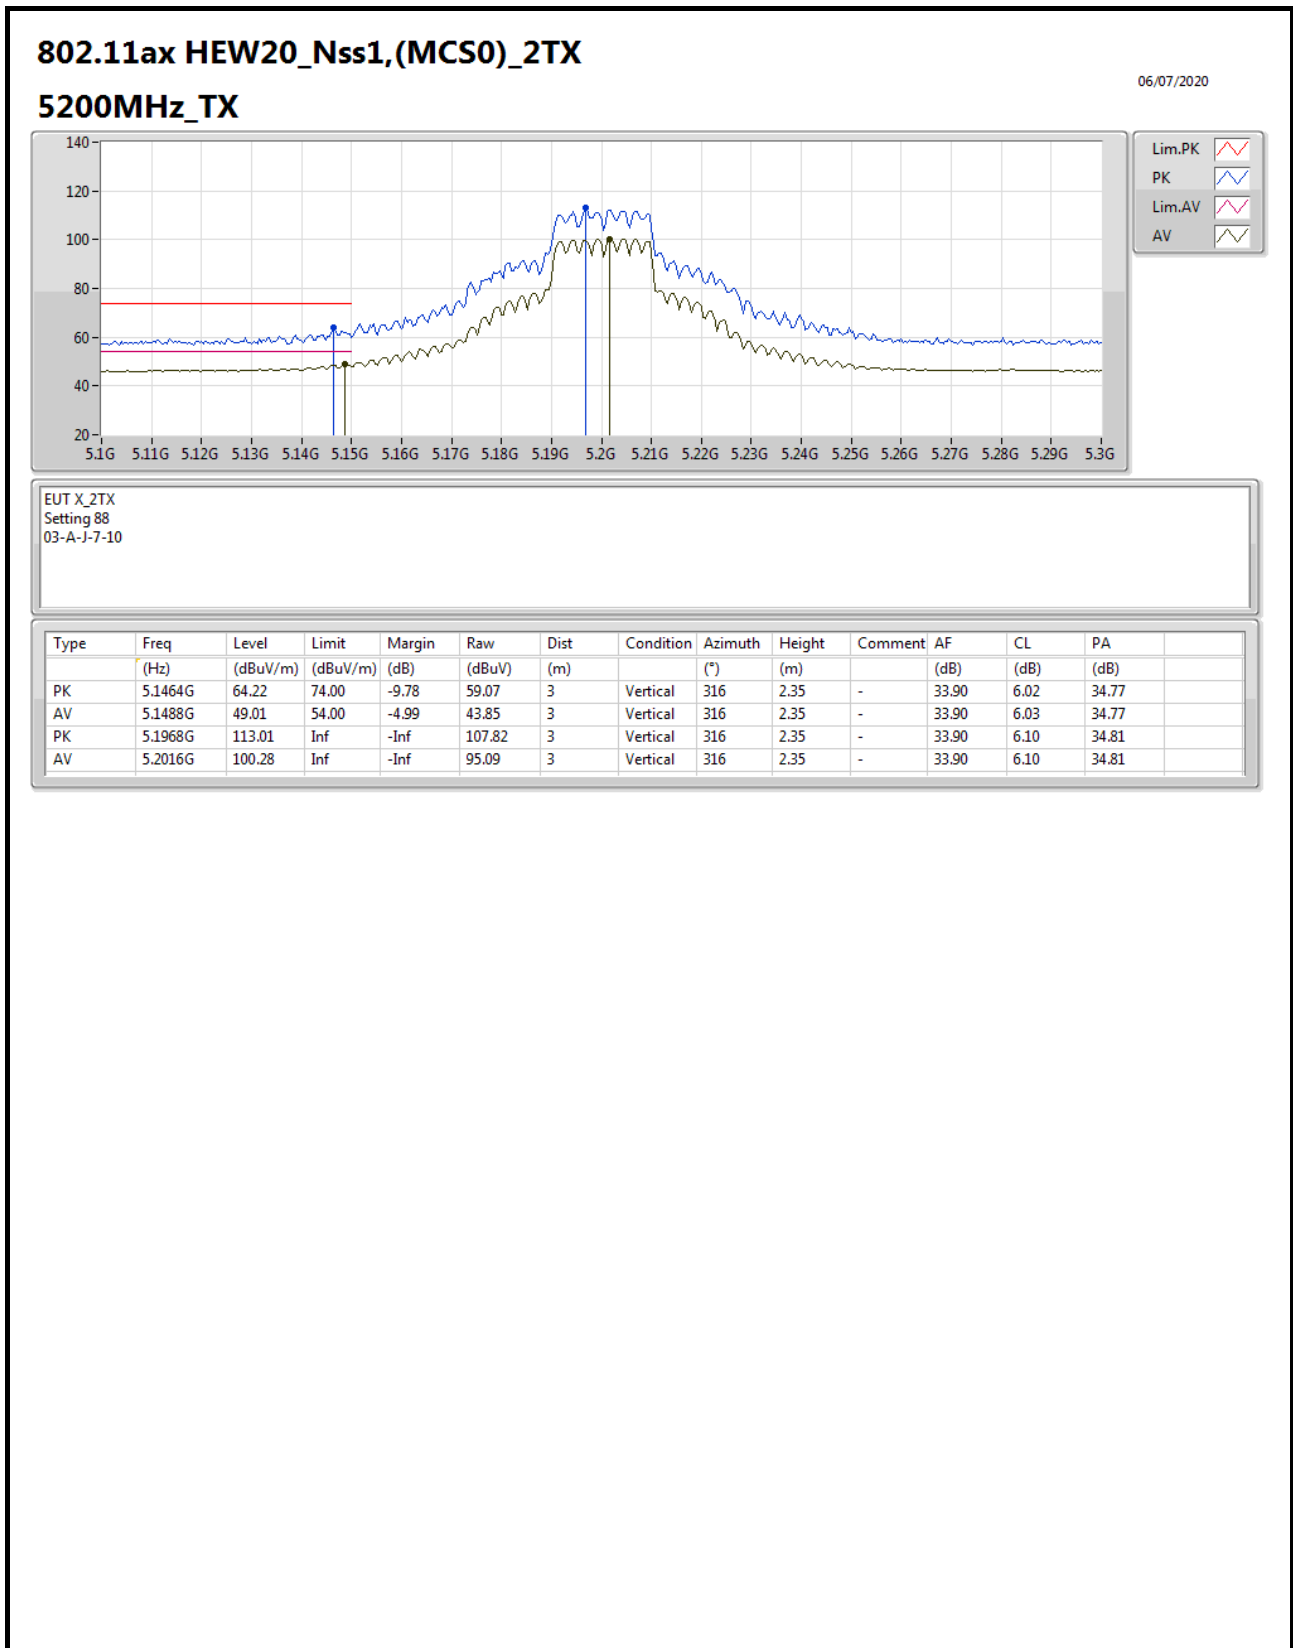 802.11ax HEW20_Nss1,(MCS0)_2TX
06/07/2020
5200MHz_TX
140
120
100
80
60
40
20
5.1G 5.11G 5.12G 5.13G 5.14G 5.15G 5.16G 5.17G 5.18G 5.19G 5.2G 5.21G 5.22G 5.23G 5.24G 5.25G 5.26G 5.27G 5.28G 5.29G 5.3G
Lim.PK
PK
Lim.AV
AV
EUT X_2TX
Setting 88
03-A-J-7-10
Type Freq Level Limit Margin Raw Dist Condition Azimuth Height Comment AF CL PA
(Hz) (dBuV/m) (dBuV/m) (dB) (dBuV) (m) (°) (m) (dB) (dB) (dB)
PK 5.1464G 64.22 74.00 -9.78 59.07 3 Vertical 316 2.35 - 33.90 6.02 34.77
AV 5.1488G 49.01 54.00 -4.99 43.85 3 Vertical 316 2.35 - 33.90 6.03 34.77
PK 5.1968G 113.01 Inf -Inf 107.82 3 Vertical 316 2.35 - 33.90 6.10 34.81
AV 5.2016G 100.28 Inf -Inf 95.09 3 Vertical 316 2.35 - 33.90 6.10 34.81